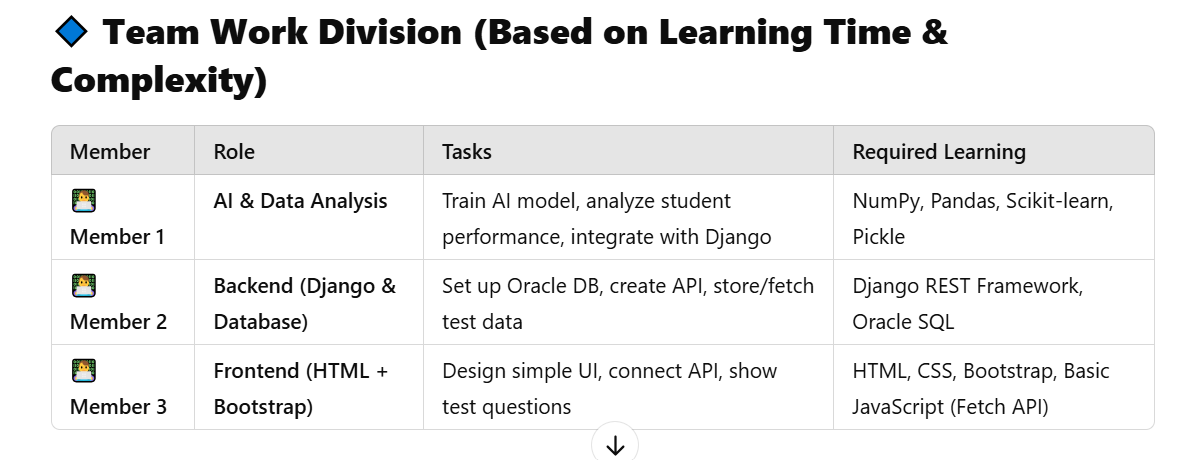 Team Work Division (Based on Learning Time &
Complexity)
Member Role Tasks Required Learning
Member 1
AI & Data Analysis
Train AI model, analyze student
performance, integrate with Django
NumPy, Pandas, Scikit-learn,
Pickle
Member 2
Backend (Django &
Database)
Set up Oracle DB, create API, store/fetch
test data
Django REST Framework,
Oracle SQL
Member 3
Frontend (HTML +
Bootstrap)
Design simple UI, connect API, show
test questions
HTML, CSS, Bootstrap, Basic
JavaScript (Fetch API)